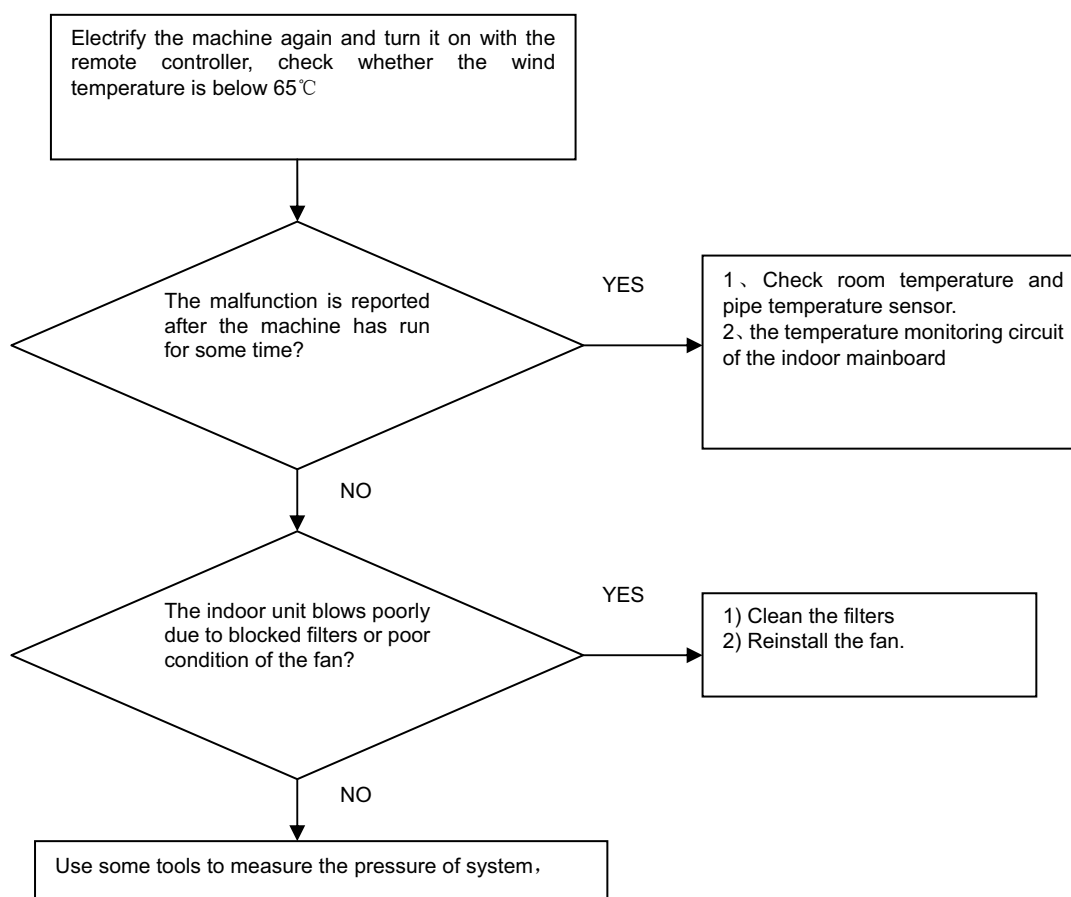 Electrify the machine again and turn it on with the
remote controller, check whether the wind
temperature is below 65℃
The malfunction is reported
after the machine has run
for some time?
YES
1、Check room temperature and
pipe temperature sensor.
2、the temperature monitoring circuit
of the indoor mainboard
NO
The indoor unit blows poorly
due to blocked filters or poor
condition of the fan?
YES
1) Clean the filters
2) Reinstall the fan.
NO
Use some tools to measure the pressure of system，